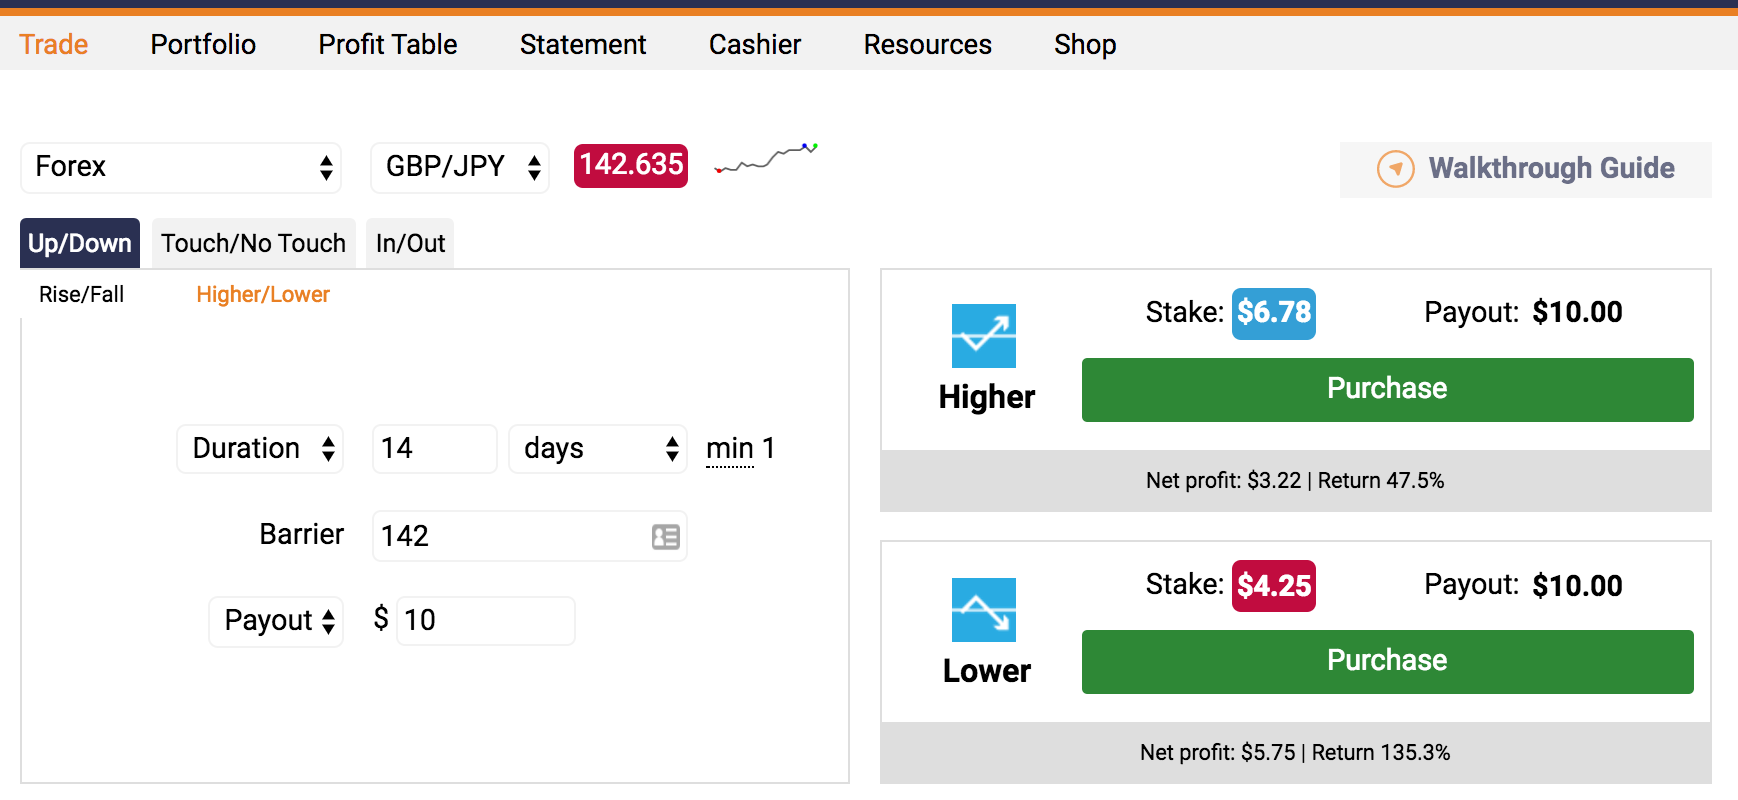 Trade Portfolio Profit Table Statement Cashier Resources Shop
Forex GBP/JPY 142.635 Walkthrough Guide
Up/Down Touch/No Touch In/Out
Rise/Fall Higher/Lower
Duration 14 days min 1
Barrier 142
Payout $ 10
Stake: $6.78 Payout: $10.00
Higher Purchase
Net profit: $3.22 | Return 47.5%
Stake: $4.25 Payout: $10.00
Lower Purchase
Net profit: $5.75 | Return 135.3%